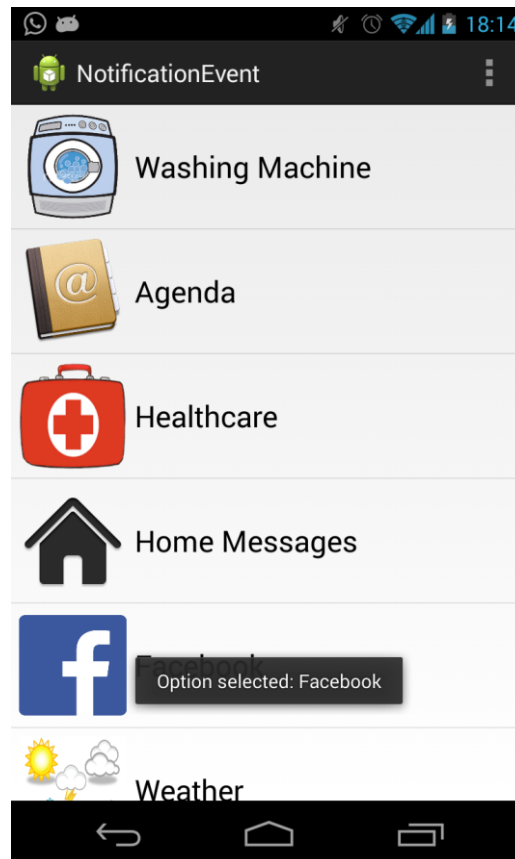 18:14
NotificationEvent
Washing Machine
@
Agenda
Healthcare
Home Messages
f
Facebook
Option selected: Facebook
Weather